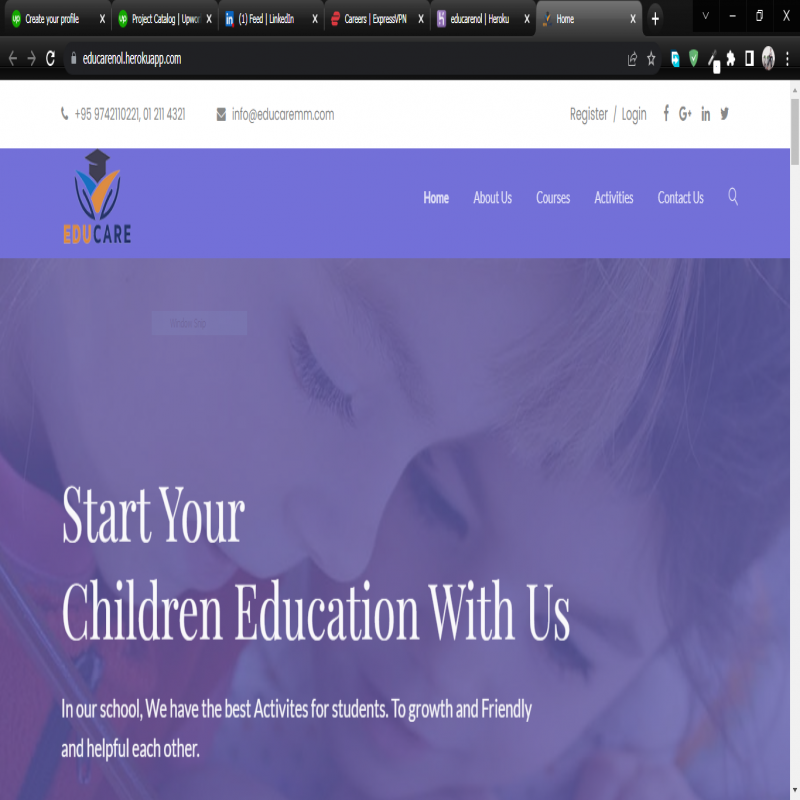 Create your profile
Project Catalog | Upwor
(1) Feed | LinkedIn
Careers | ExpressVPN
educarenol | Heroku
Home
educarenol.herokuapp.com
+95 9742110221, 01 211 4321
info@educaremm.com
Register / Login
EDUCARE
Home
About Us
Courses
Activities
Contact Us
Window Snip
Start Your
Children Education With Us
In our school, We have the best Activites for students. To growth and Friendly
and helpful each other.